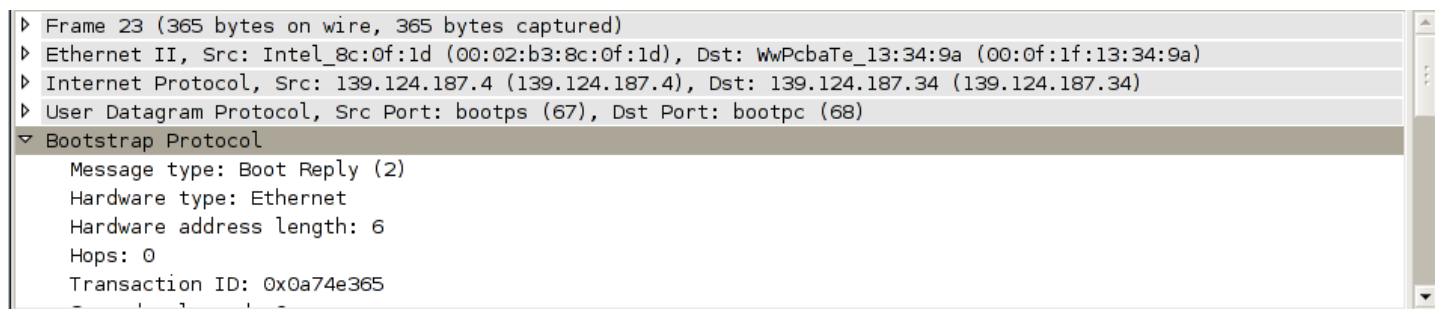 Frame 23 (365 bytes on wire, 365 bytes captured)
Ethernet II, Src: Intel_8c:0f:1d (00:02:b3:8c:0f:1d), Dst: WwPcbaTe_13:34:9a (00:0f:1f:13:34:9a)
Internet Protocol, Src: 139.124.187.4 (139.124.187.4), Dst: 139.124.187.34 (139.124.187.34)
User Datagram Protocol, Src Port: bootps (67), Dst Port: bootpc (68)
Bootstrap Protocol
Message type: Boot Reply (2)
Hardware type: Ethernet
Hardware address length: 6
Hops: 0
Transaction ID: 0x0a74e365